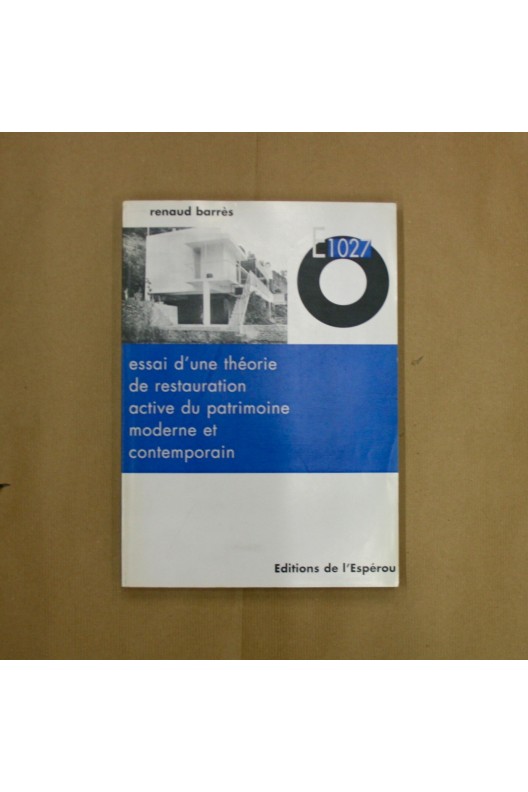 renaud barrès
E1027
essai d'une théorie
de restauration
active du patrimoine
moderne et
contemporain
Editions de l'Espérou